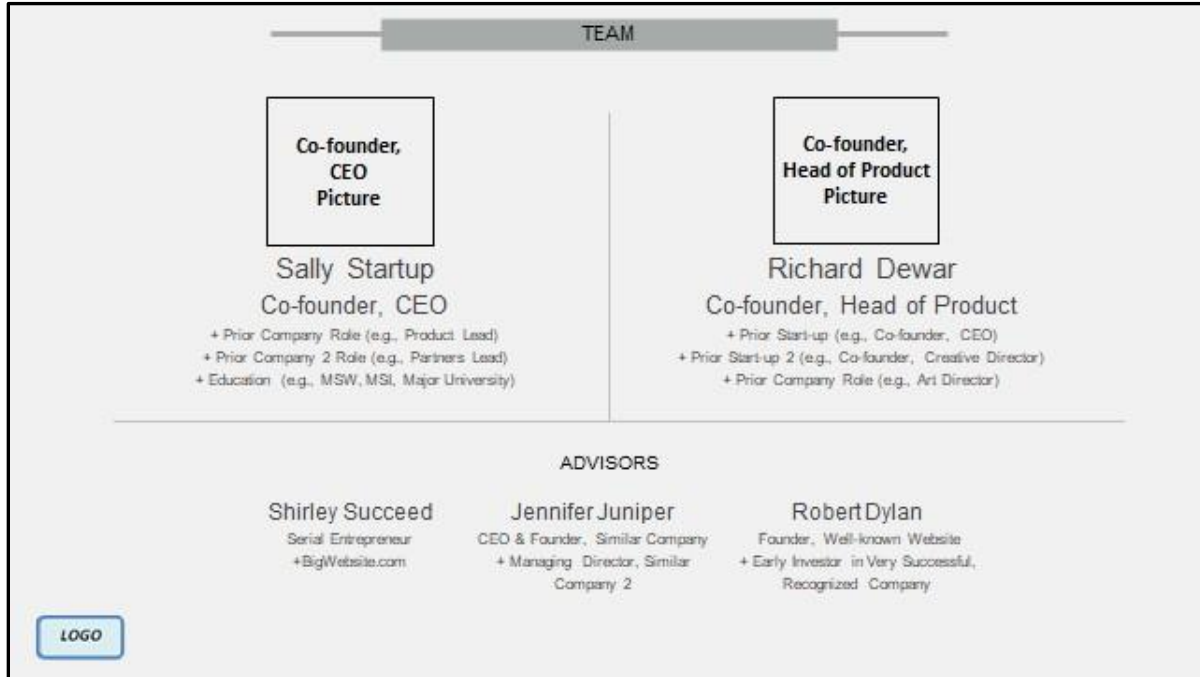 TEAM
Co-founder,
CEO
Picture
Sally Startup
Co-founder, CEO
+ Prior Company Role (e.g., Product Lead)
+ Prior Company 2 Role (e.g., Partners Lead)
+ Education (e.g., MSW, MSI, Major University)
Co-founder,
Head of Product
Picture
Richard Dewar
Co-founder, Head of Product
+ Prior Start-up (e.g., Co-founder, CEO)
+ Prior Start-up 2 (e.g., Co-founder, Creative Director)
+ Prior Company Role (e.g., Art Director)
ADVISORS
Shirley Succeed
Serial Entrepreneur
+BigWebsite.com
Jennifer Juniper
CEO & Founder, Similar Company
+ Managing Director, Similar
Company 2
Robert Dylan
Founder, Well-known Website
+ Early Investor in Very Successful,
Recognized Company
LOGO